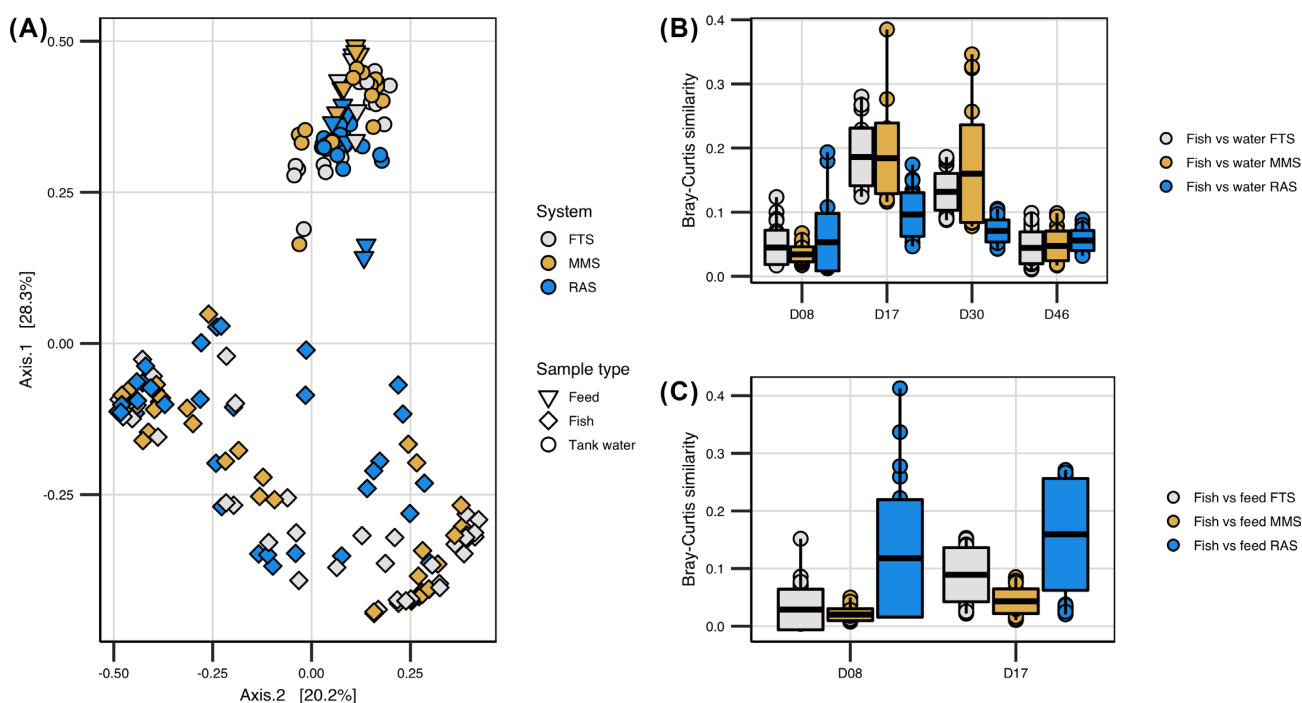 (A)
0.50
0.25
0.00
-0.25
Axis.1 [28.3%]
-0.50
-0.25
0.00
0.25
Axis.2 [20.2%]
System
FTS
MMS
RAS
Sample type
Feed
Fish
Tank water
(B)
0.4
0.3
0.2
0.1
0.0
Bray-Curtis similarity
D08
D17
D30
D46
Fish vs water FTS
Fish vs water MMS
Fish vs water RAS
(C)
0.4
0.3
0.2
0.1
0.0
Bray-Curtis similarity
D08
D17
Fish vs feed FTS
Fish vs feed MMS
Fish vs feed RAS